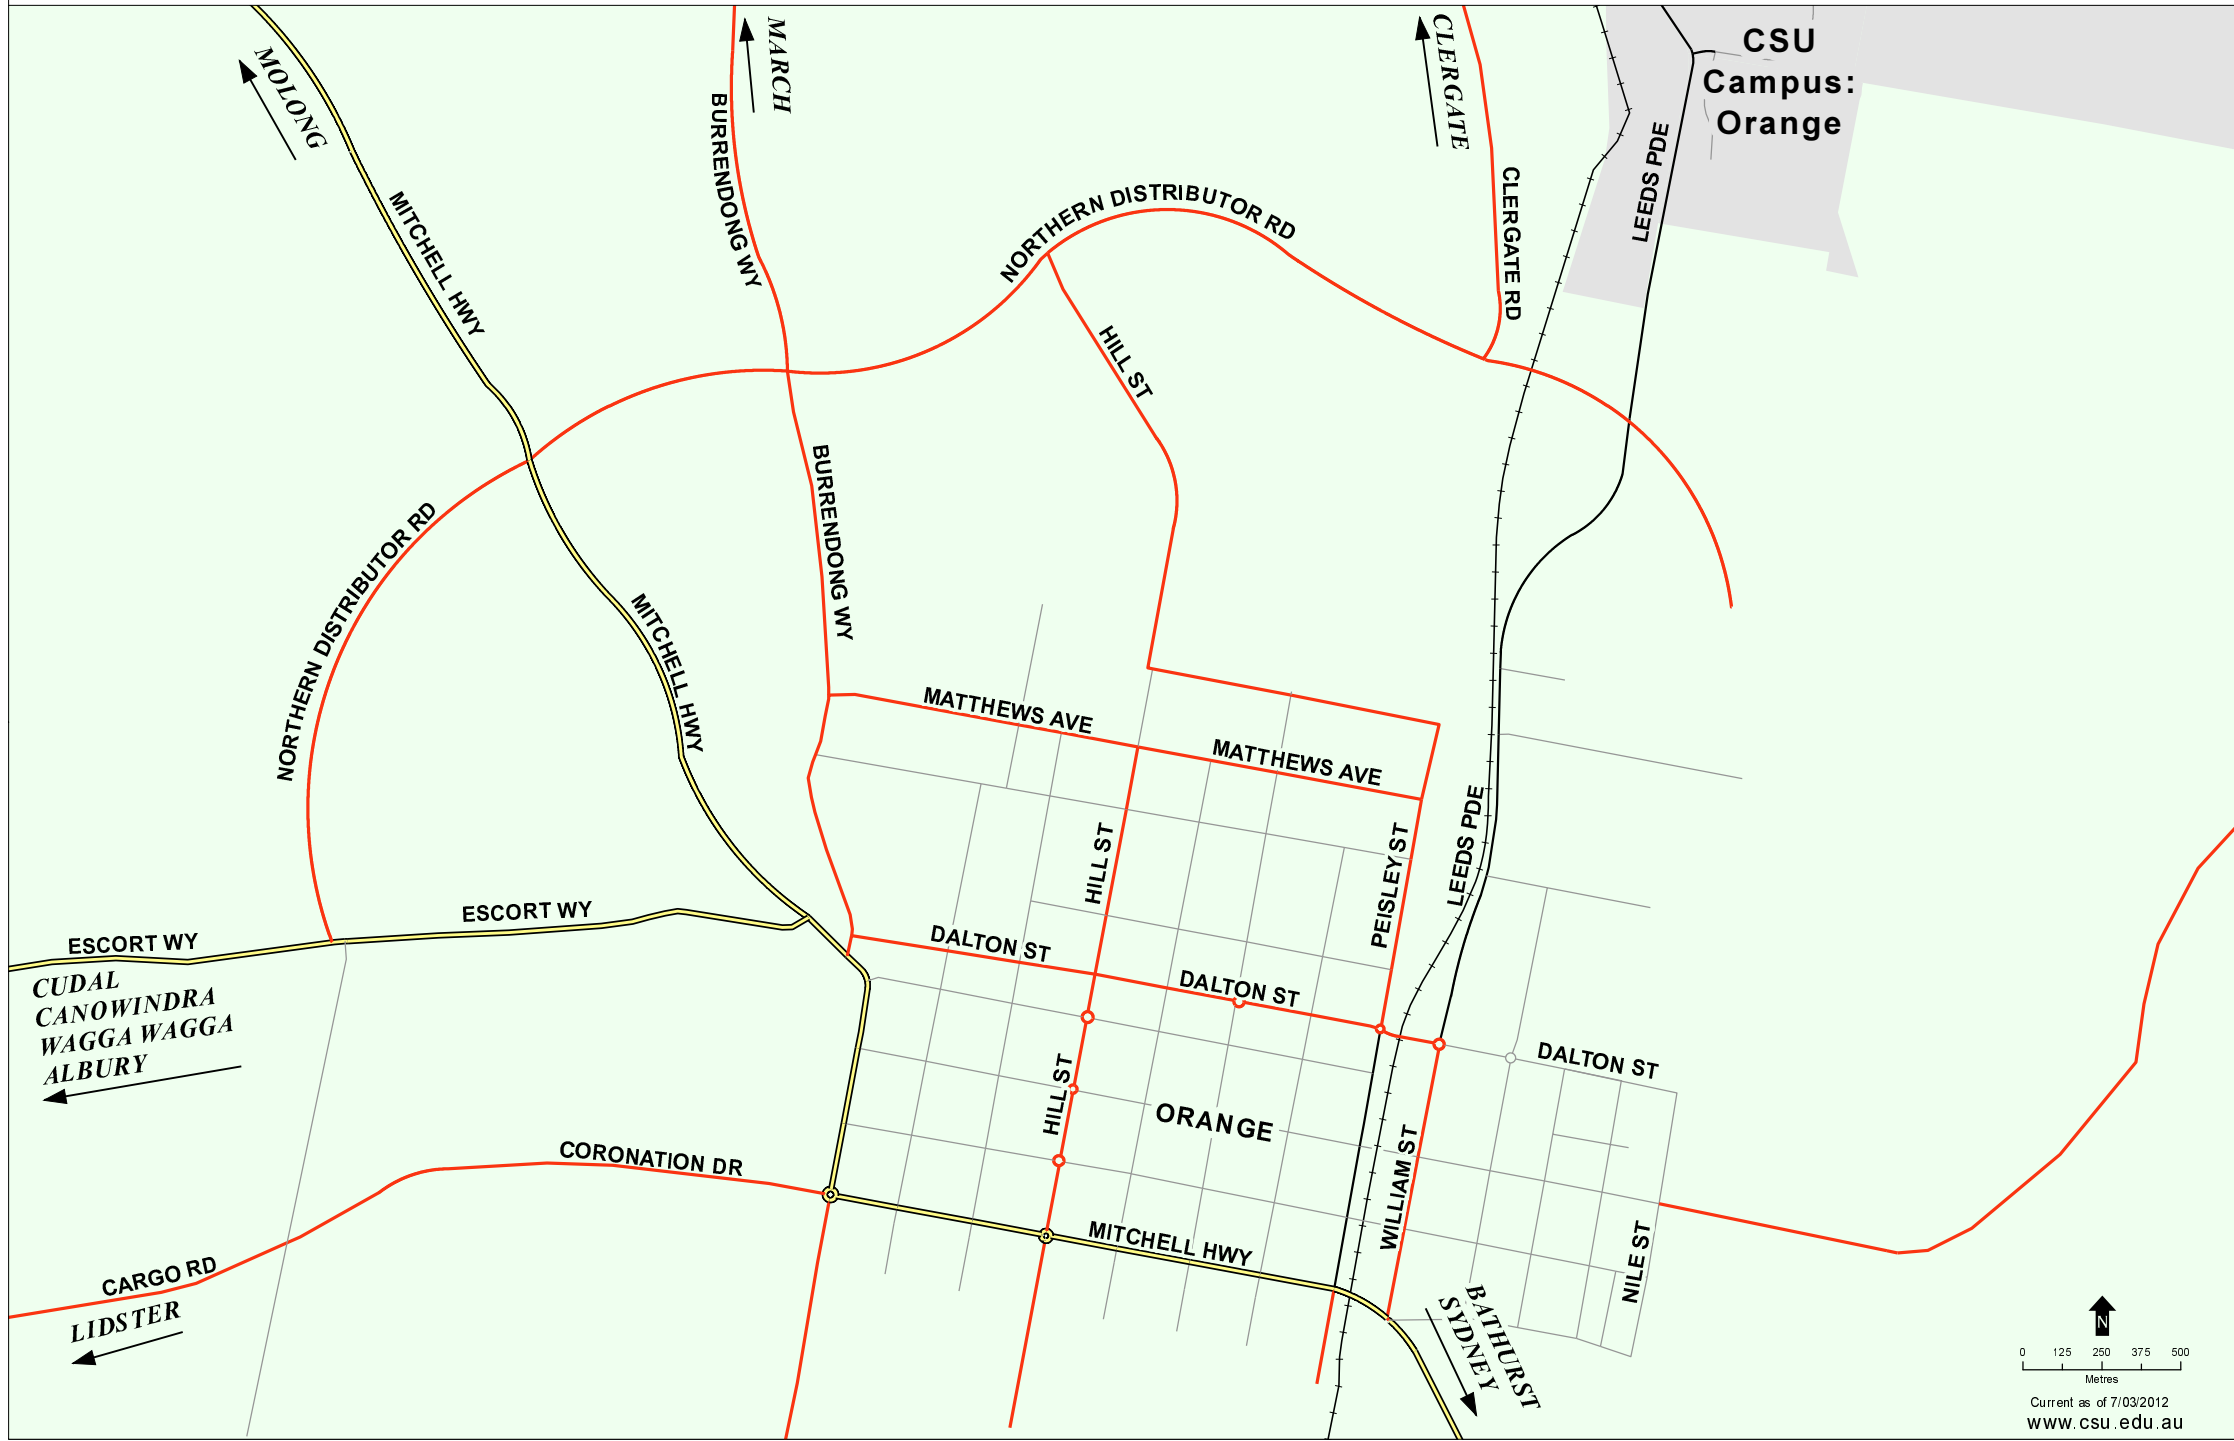 CSU
Campus:
Orange
MOLONG
MARCH
CLERGATE
BURRENDONG WY
LEEDS PDE
CLERGATE RD
NORTHERN DISTRIBUTOR RD
MITCHELL HWY
HILL ST
BURRENDONG WY
NORTHERN DISTRIBUTOR RD
MITCHELL HWY
MATTHEWS AVE
MATTHEWS AVE
LEEDS PDE
HILL ST
PEISLEY ST
ESCORT WY
ESCORT WY
DALTON ST
DALTON ST
CUDAL
CANOWINDRA
WAGGA WAGGA
ALBURY
DALTON ST
HILL ST
ORANGE
CORONATION DR
WILLIAM ST
MITCHELL HWY
NILE ST
CARGO RD
LIDSTER
BATHURST
SYDNEY
N
0 125 250 375 500
Metres
Current as of 7/03/2012
www.csu.edu.au